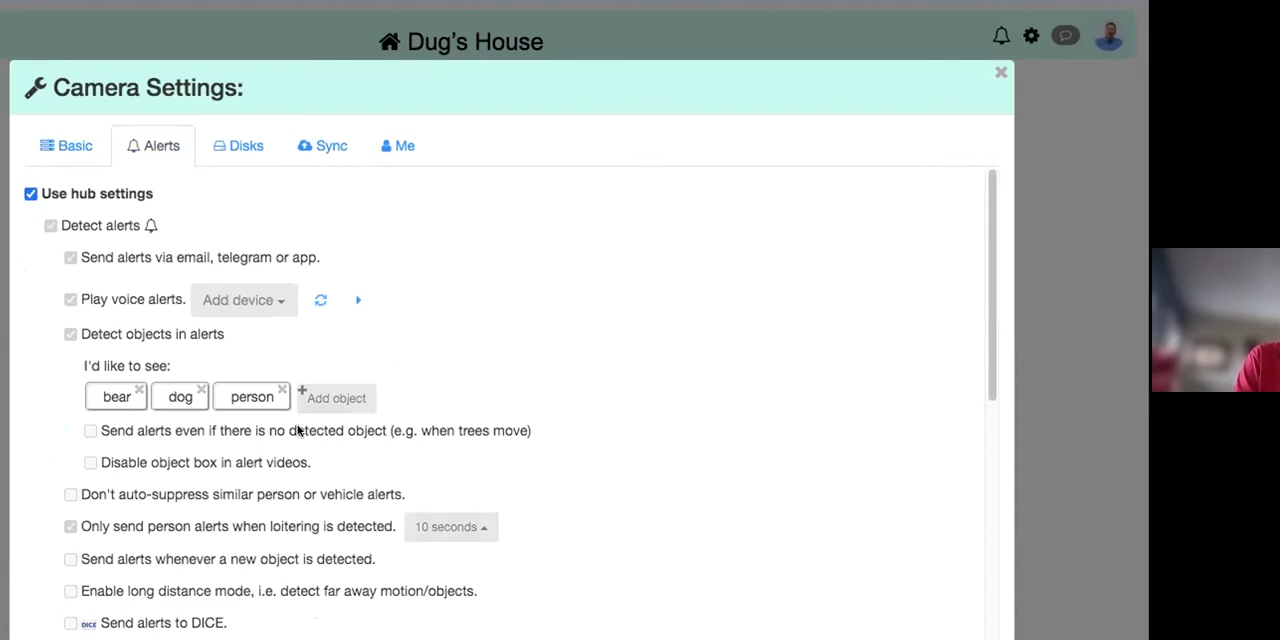 Dug's House
Camera Settings:
Basic Alerts Disks Sync Me
Use hub settings
Detect alerts
Send alerts via email, telegram or app.
Play voice alerts. Add device
Detect objects in alerts
I'd like to see:
bear dog person Add object
Send alerts even if there is no detected object (e.g. when trees move)
Disable object box in alert videos.
Don't auto-suppress similar person or vehicle alerts.
Only send person alerts when loitering is detected. 10 seconds
Send alerts whenever a new object is detected.
Enable long distance mode, i.e. detect far away motion/objects.
DICE Send alerts to DICE.